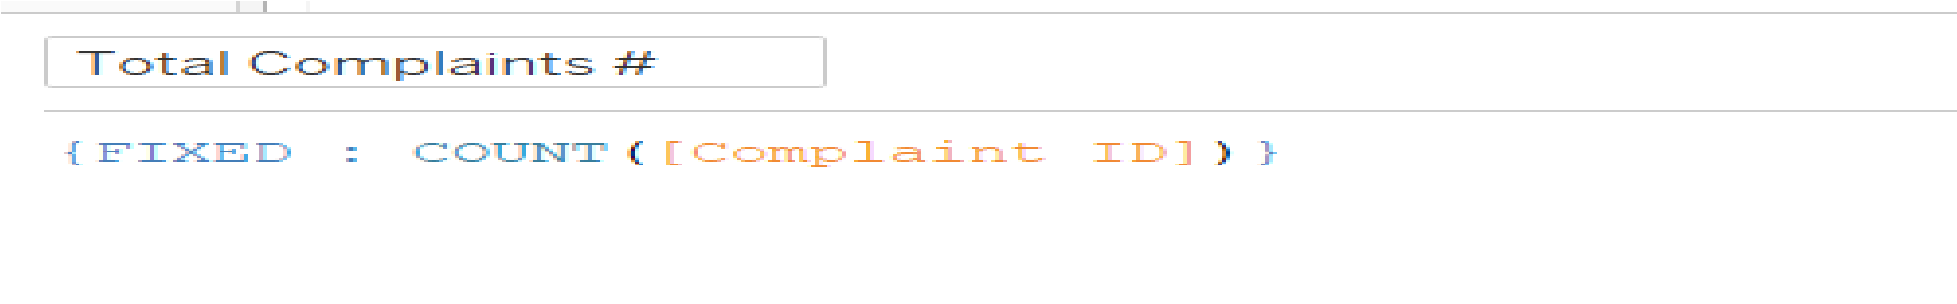 Total Complaints #
{FIXED : COUNT([Complaint ID])}